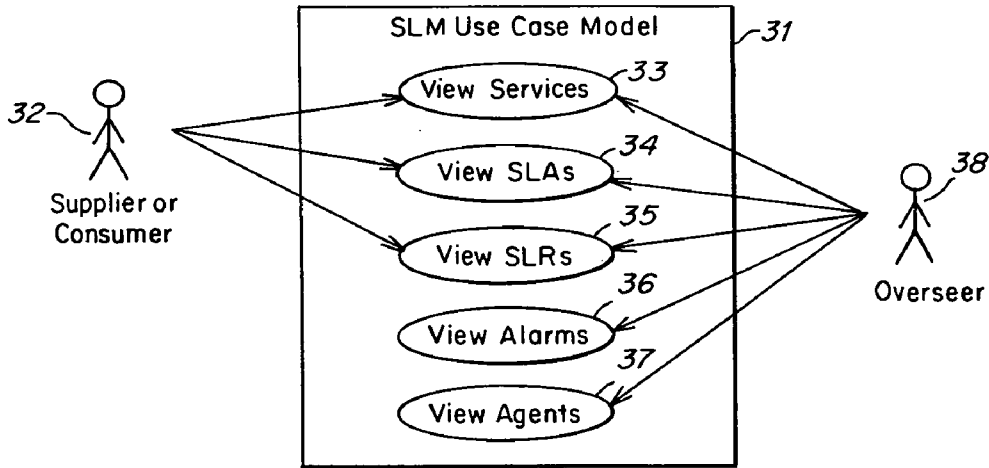 SLM Use Case Model
31
33
View Services
32
34
View SLAs
38
Supplier or
Consumer
35
View SLRs
Overseer
36
View Alarms
37
View Agents